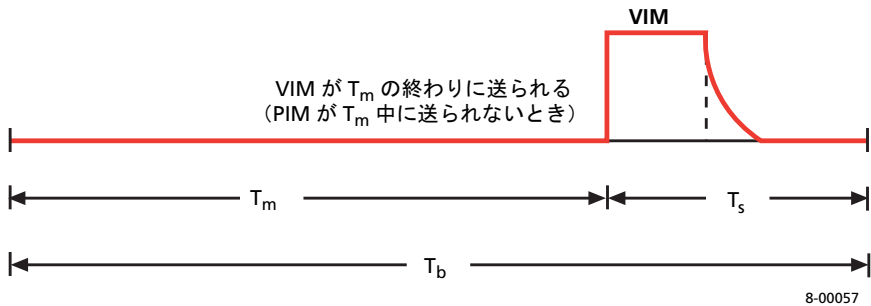 VIM
VIM が Tm の終わりに送られる
（PIM が Tm 中に送られないとき）
Tm
Ts
Tb
8-00057